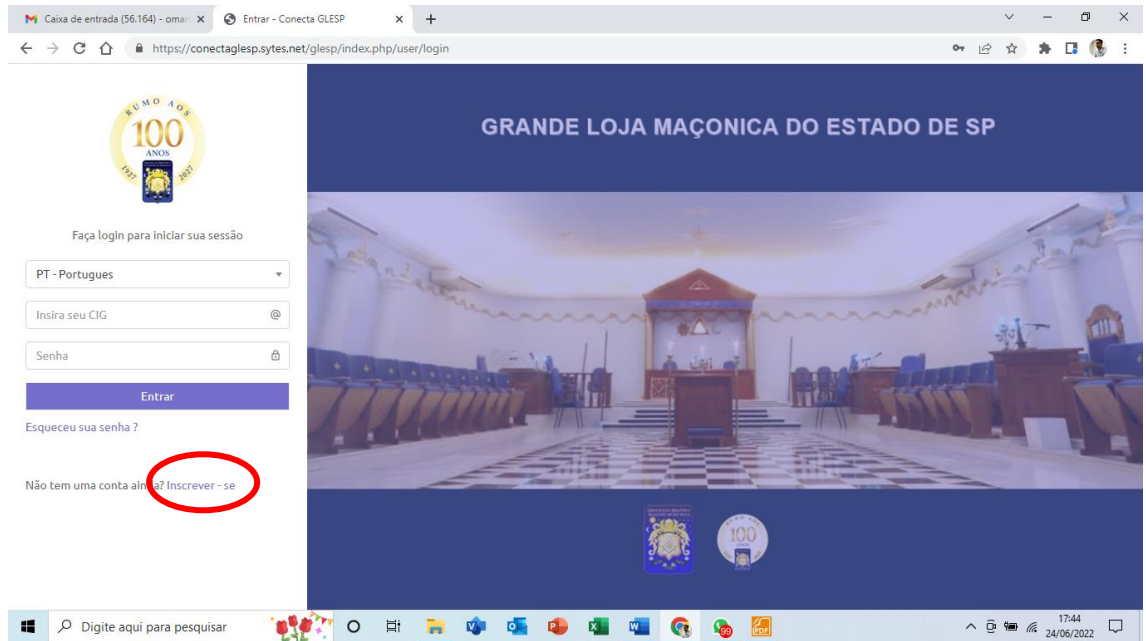 Caixa de entrada (56.164) - omar
Entrar - Conecta GLESP
https://conectaglesp.sytes.net/glesp/index.php/user/login
RUMO AOS
100
ANOS
1927 2027
Faça login para iniciar sua sessão
PT - Portugues
Insira seu CIG
@
Senha
Entrar
Esqueceu sua senha ?
Não tem uma conta ainda? Inscrever - se
GRANDE LOJA MAÇONICA DO ESTADO DE SP
100
Digite aqui para pesquisar
99
PDF
17:44
24/06/2022